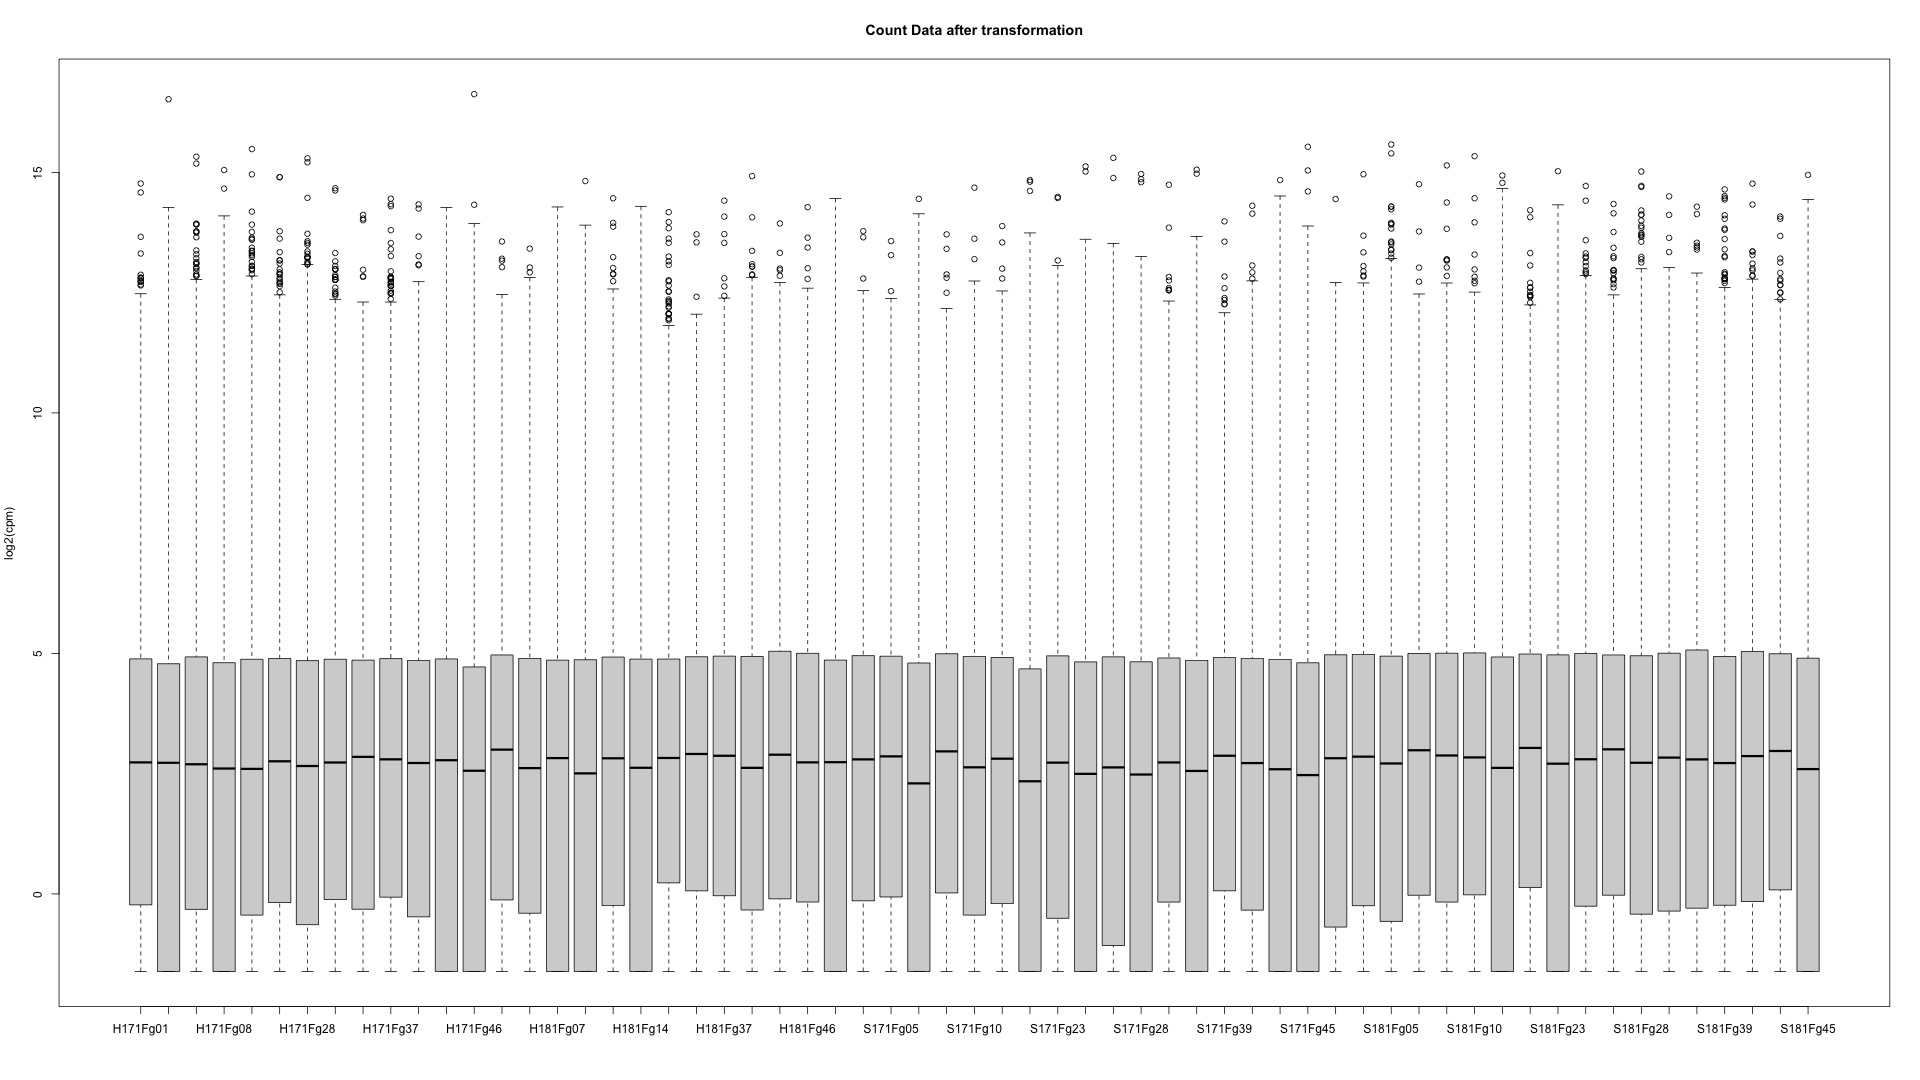 Count Data after transformation
15
10
5
0
log2(cpm)
H171Fg01 H171Fg08 H171Fg28 H171Fg37 H171Fg46 H181Fg07 H181Fg14 H181Fg37 H181Fg46 S171Fg05 S171Fg10 S171Fg23 S171Fg28 S171Fg39 S171Fg45 S181Fg05 S181Fg10 S181Fg23 S181Fg28 S181Fg39 S181Fg45